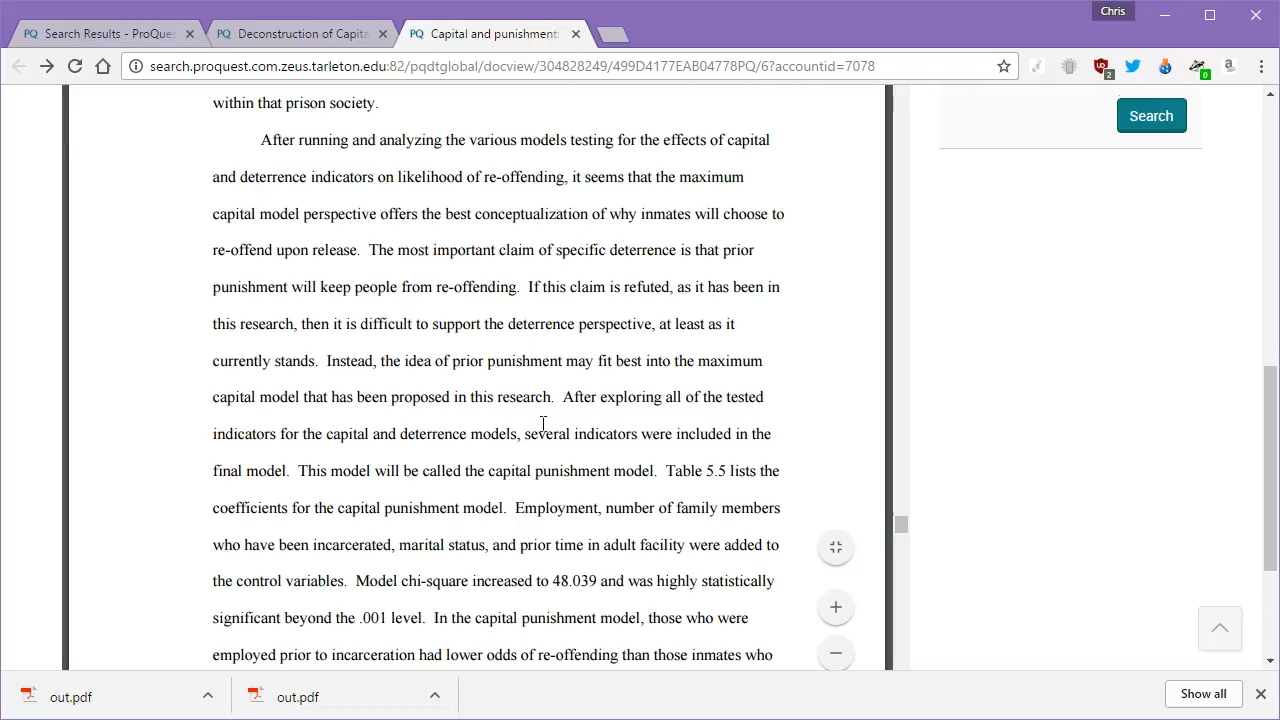 Chris
PQ Search Results - ProQues
PQ Deconstruction of Capita
PQ Capital and punishment:
search.proquest.com.zeus.tarleton.edu:82/pqdtglobal/docview/304828249/499D4177EAB04778PQ/6?accountid=7078
2
0
a
within that prison society.
Search
After running and analyzing the various models testing for the effects of capital
and deterrence indicators on likelihood of re-offending, it seems that the maximum
capital model perspective offers the best conceptualization of why inmates will choose to
re-offend upon release. The most important claim of specific deterrence is that prior
punishment will keep people from re-offending. If this claim is refuted, as it has been in
this research, then it is difficult to support the deterrence perspective, at least as it
currently stands. Instead, the idea of prior punishment may fit best into the maximum
capital model that has been proposed in this research. After exploring all of the tested
indicators for the capital and deterrence models, several indicators were included in the
final model. This model will be called the capital punishment model. Table 5.5 lists the
coefficients for the capital punishment model. Employment, number of family members
who have been incarcerated, marital status, and prior time in adult facility were added to
the control variables. Model chi-square increased to 48.039 and was highly statistically
significant beyond the .001 level. In the capital punishment model, those who were
employed prior to incarceration had lower odds of re-offending than those inmates who
out.pdf
out.pdf
Show all